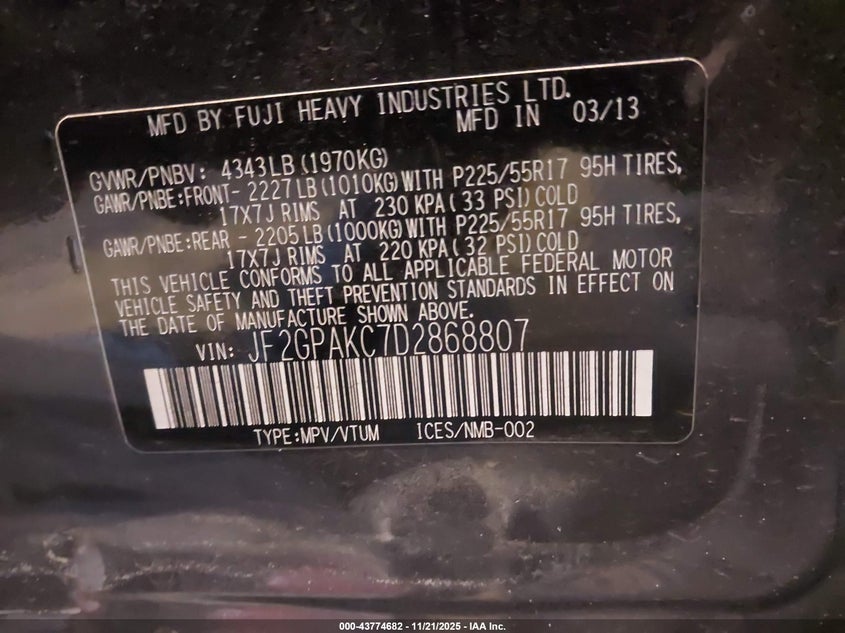 MFD BY FUJI HEAVY INDUSTRIES LTD.
MFD IN 03/13
GVWR/PNBV: 4343LB(1970KG)
GAWR/PNBE:FRONT- 2227LB(1010KG)WITH P225/55R17 95H TIRES,
17X7J RIMS AT 230 KPA(33 PSI)COLD
GAWR/PNBE:REAR - 2205LB(1000KG)WITH P225/55R17 95H TIRES,
17X7J RIMS AT 220 KPA(32 PSI)COLD
THIS VEHICLE CONFORMS TO ALL APPLICABLE FEDERAL MOTOR
VEHICLE SAFETY AND THEFT PREVENTION STANDARDS IN EFFECT ON
THE DATE OF MANUFACTURE SHOWN ABOVE.
VIN: JF2GPAKC7D2868807
TYPE:MPV/VTUM ICES/NMB-002
000-43774682 - 11/21/2025 - IAA Inc.